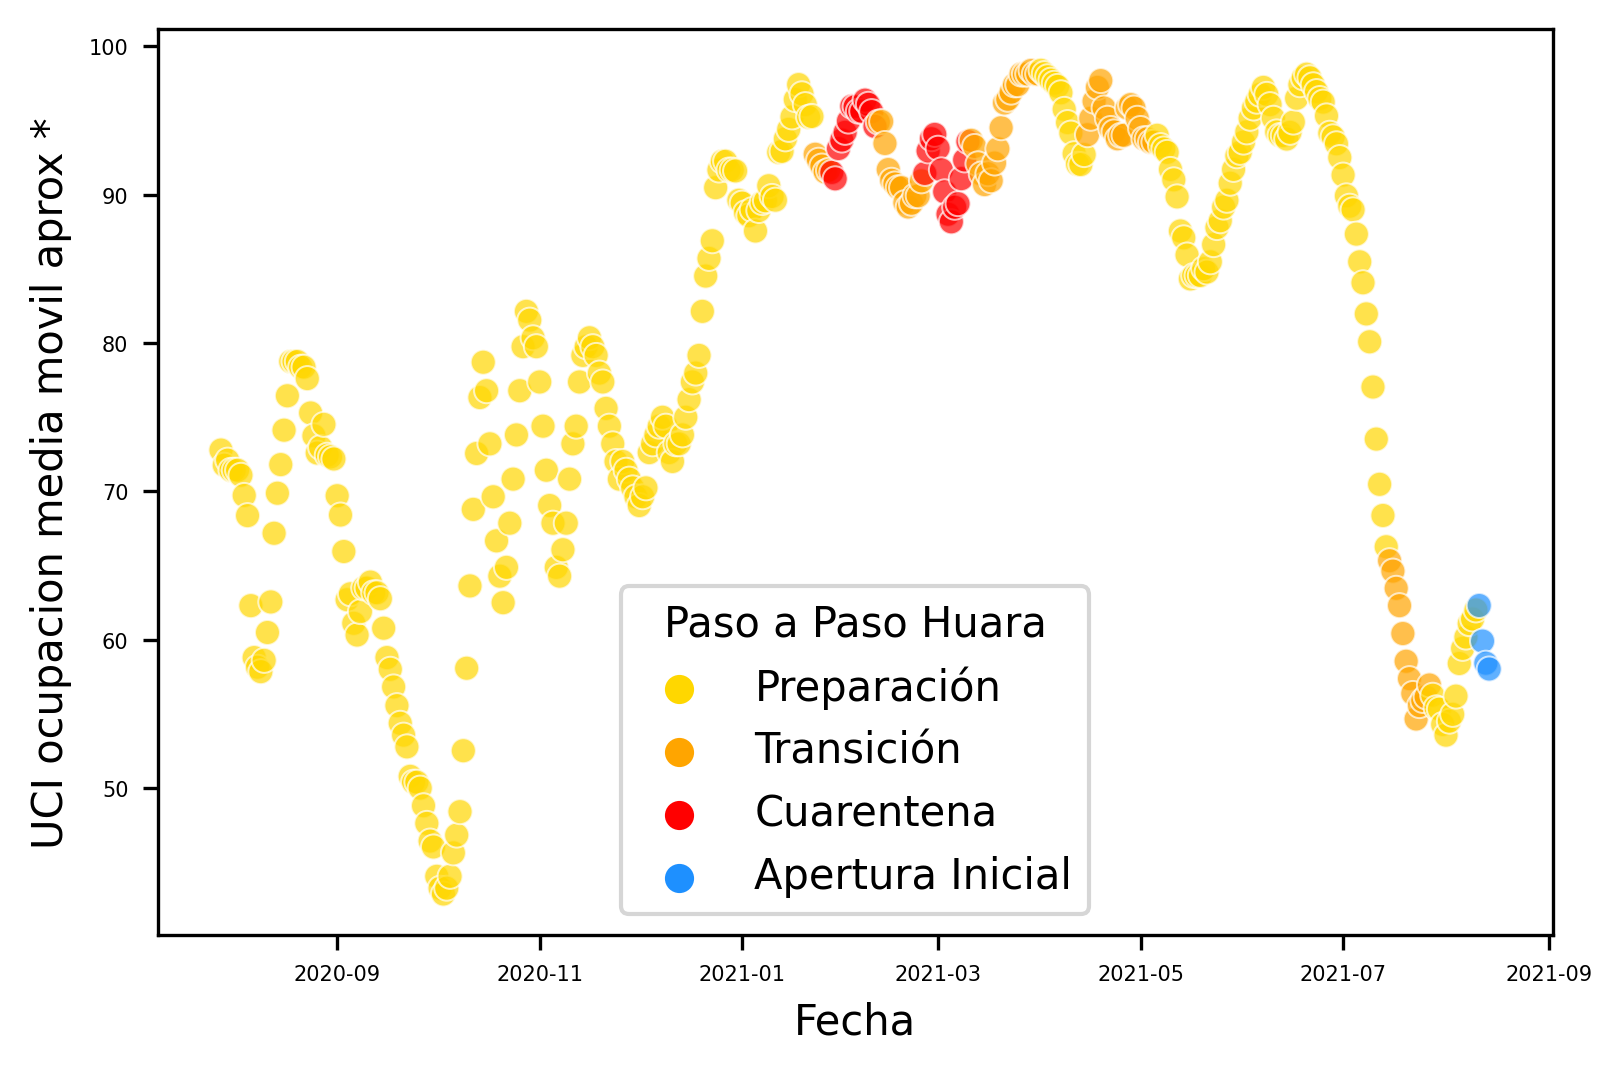 100
90
80
70
60
50
UCI ocupacion media movil aprox *
Paso a Paso Huara
Preparación
Transición
Cuarentena
Apertura Inicial
2020-09 2020-11 2021-01 2021-03 2021-05 2021-07 2021-09
Fecha